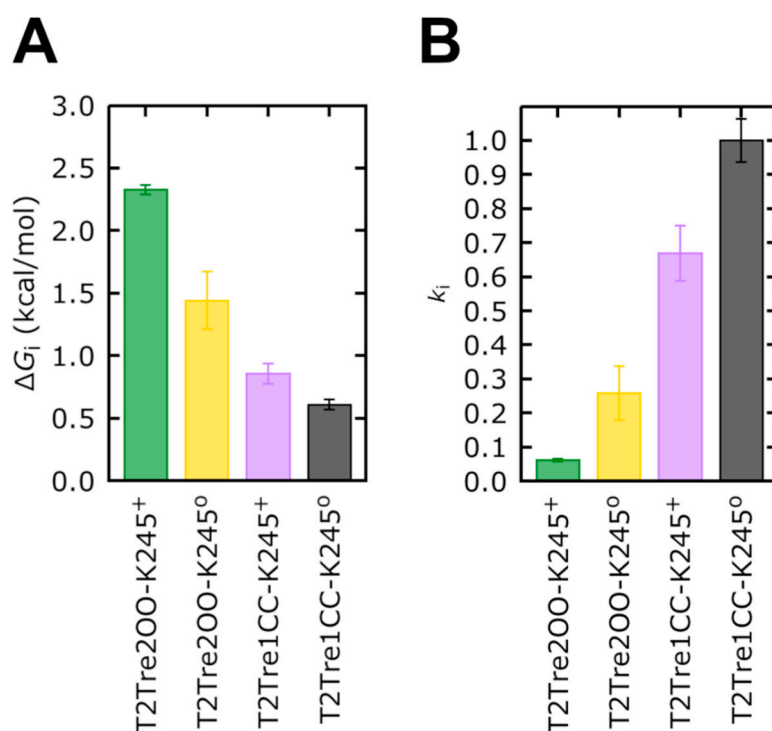 A
B
3.0
2.5
2.0
1.5
1.0
0.5
0.0
ΔGi (kcal/mol)
T2Tre2OO-K245+
T2Tre2OO-K245o
T2Tre1CC-K245+
T2Tre1CC-K245o
1.0
0.9
0.8
0.7
0.6
0.5
0.4
0.3
0.2
0.1
0.0
ki
T2Tre2OO-K245+
T2Tre2OO-K245o
T2Tre1CC-K245+
T2Tre1CC-K245o